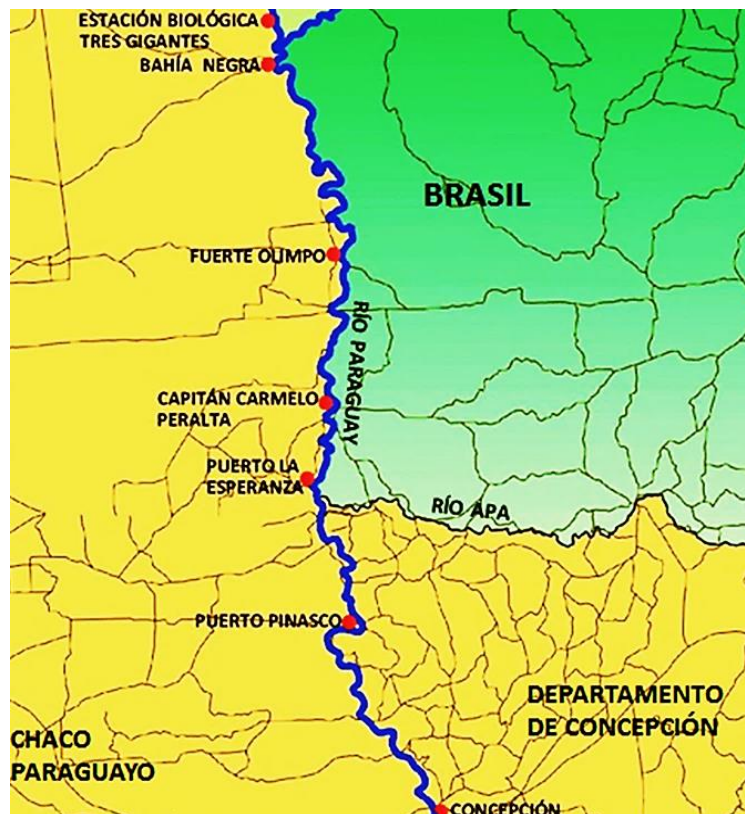 ESTACIÓN BIOLÓGICA
TRES GIGANTES
BAHÍA NEGRA
BRASIL
FUERTE OLIMPO
RÍO PARAGUAY
CAPITÁN CARMELO
PERALTA
PUERTO LA
ESPERANZA
RÍO APA
PUERTO PINASCO
DEPARTAMENTO
DE CONCEPCIÓN
CHACO
PARAGUAYO
CONCEPCIÓN